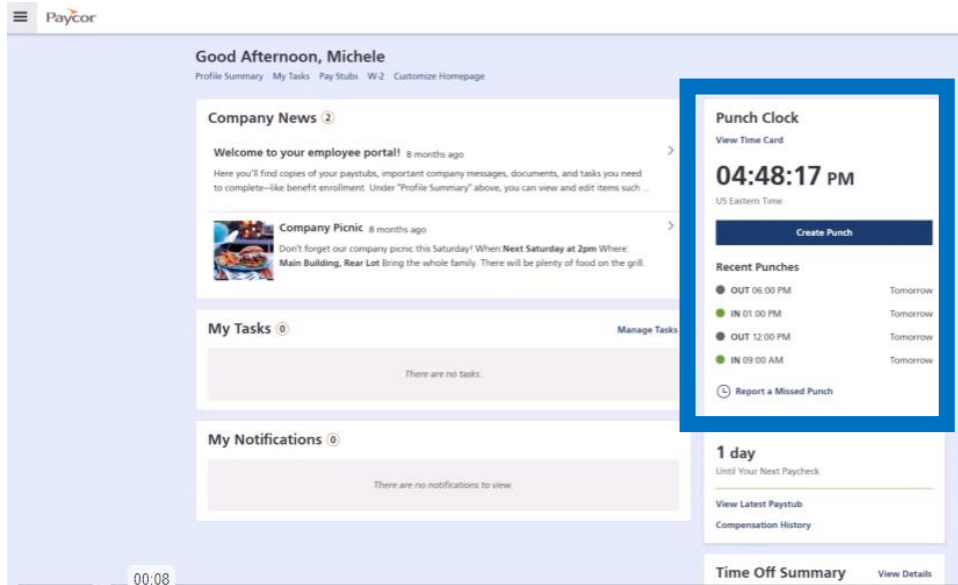 Paycor
Good Afternoon, Michele
Profile Summary My Tasks Pay Stubs W-2 Customize Homepage
Company News 2
Welcome to your employee portal! 8 months ago
Here you'll find copies of your paystubs, important company messages, documents, and tasks you need
to complete--like benefit enrollment. Under "Profile Summary" above, you can view and edit items such ...
Company Picnic 8 months ago
Don't forget our company picnic this Saturday! When:Next Saturday at 2pm Where:
Main Building, Rear Lot Bring the whole family. There will be plenty of food on the grill.
My Tasks 0
Manage Tasks
There are no tasks.
My Notifications 0
There are no notifications to view.
Punch Clock
View Time Card
04:48:17 PM
US Eastern Time
Create Punch
Recent Punches
OUT 06:00 PM Tomorrow
IN 01:00 PM Tomorrow
OUT 12:00 PM Tomorrow
IN 09:00 AM Tomorrow
Report a Missed Punch
1 day
Until Your Next Paycheck
View Latest Paystub
Compensation History
Time Off Summary View Details
00:08